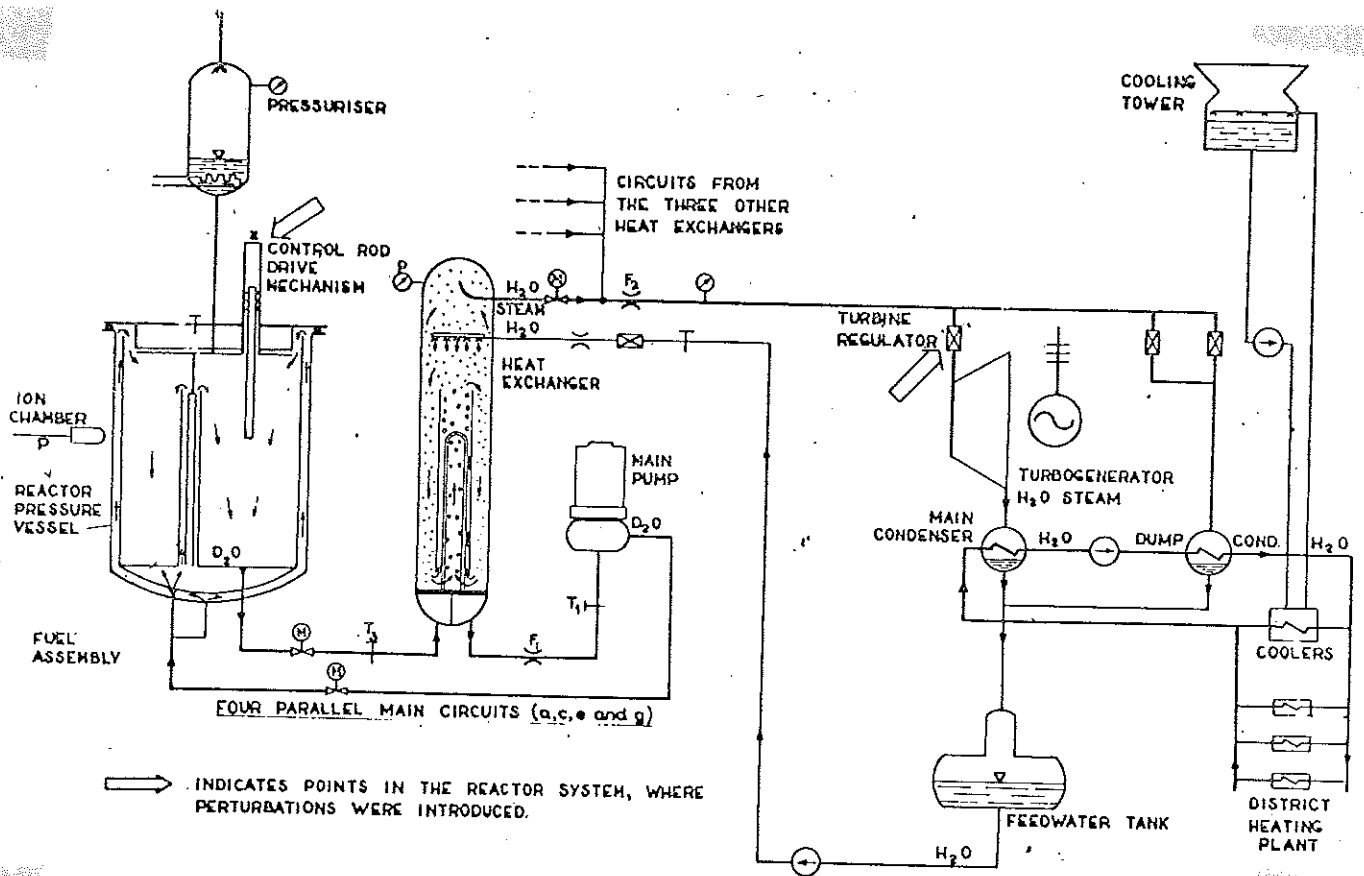 PRESSURISER
CONTROL ROD
DRIVE
MECHANISM
ION
CHAMBER
P
REACTOR
PRESSURE
VESSEL
D₂O
FUEL
ASSEMBLY
P
H₂O
STEAM
H₂O
HEAT
EXCHANGER
CIRCUITS FROM
THE THREE OTHER
HEAT EXCHANGERS
F₂
MAIN
PUMP
D₂O
T₁
F₁
M
M
FOUR PARALLEL MAIN CIRCUITS (a,c,e and g)
INDICATES POINTS IN THE REACTOR SYSTEM, WHERE
PERTURBATIONS WERE INTRODUCED.
TURBINE
REGULATOR
TURBOGENERATOR
H₂O STEAM
MAIN
CONDENSER
H₂O
DUMP
COND.
H₂O
COOLING
TOWER
COOLERS
DISTRICT
HEATING
PLANT
FEEDWATER TANK
H₂O